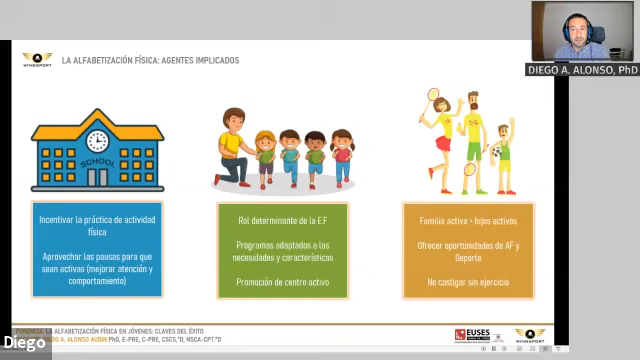 DIEGO A. ALONSO, PhD
WINGSPORT
LA ALFABETIZACIÓN FÍSICA: AGENTES IMPLICADOS
SCHOOL
Incentivar la práctica de actividad
física
Aprovechar las pausas para que
sean activas (mejorar atención y
comportamiento)
Rol determinante de la E.F
Programas adaptados a las
necesidades y características
Promoción de centro activo
Familia activa = hijos activos
Ofrecer oportunidades de AF y
Deporte
No castigar sin ejercicio
PONENCIA: LA ALFABETIZACIÓN FÍSICA EN JÓVENES: CLAVES DEL ÉXITO
Diego
ALONSO AUBIN PhD, E-PRE, C-PRE, CSCS,*D, NSCA-CPT,*D
EUSES
WINGSPORT